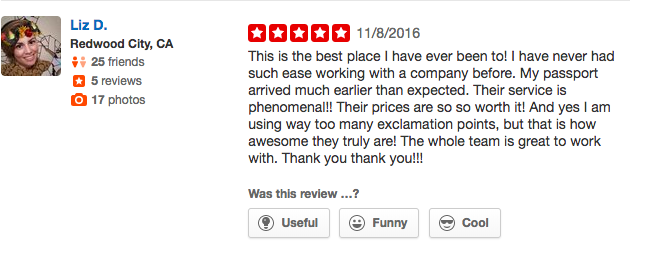 Liz D.
Redwood City, CA
25 friends
5 reviews
17 photos
11/8/2016
This is the best place I have ever been to! I have never had
such ease working with a company before. My passport
arrived much earlier than expected. Their service is
phenomenal!! Their prices are so so worth it! And yes I am
using way too many exclamation points, but that is how
awesome they truly are! The whole team is great to work
with. Thank you thank you!!!
Was this review ...?
Useful
Funny
Cool